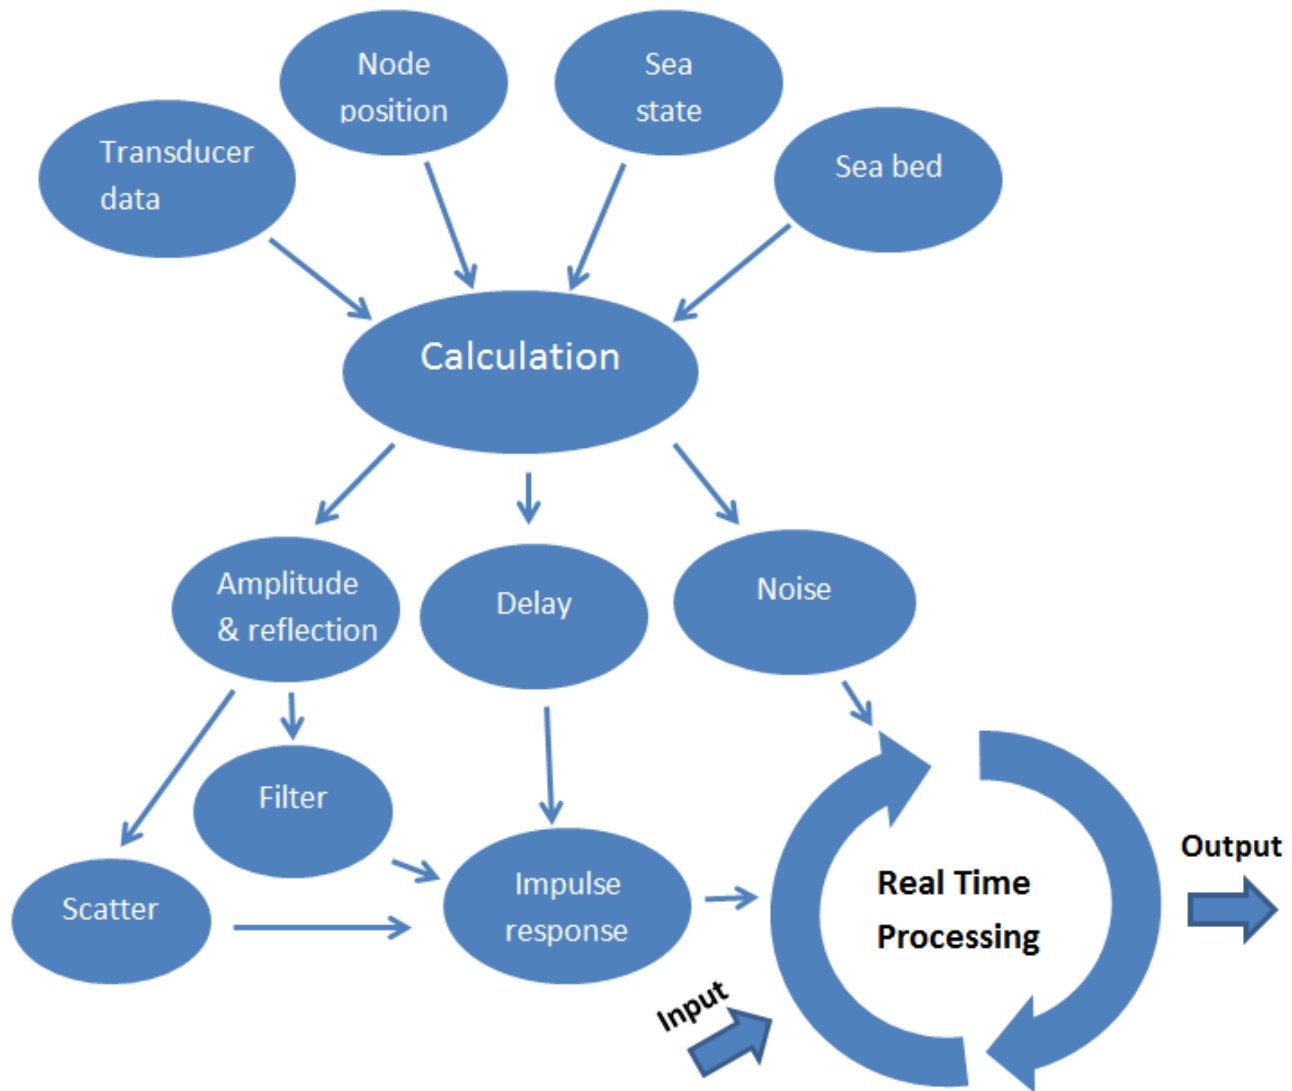 Node
position
Sea
state
Transducer
data
Sea bed
Calculation
Amplitude
& reflection
Delay
Noise
Filter
Scatter
Impulse
response
Real Time
Processing
Output
Input